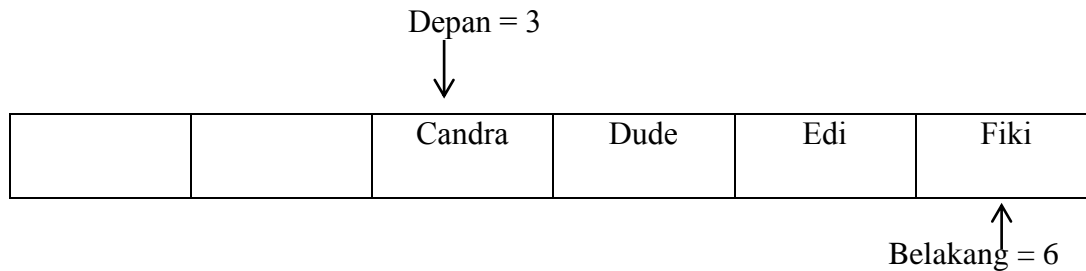 Depan = 3
Candra Dude Edi Fiki
Belakang = 6